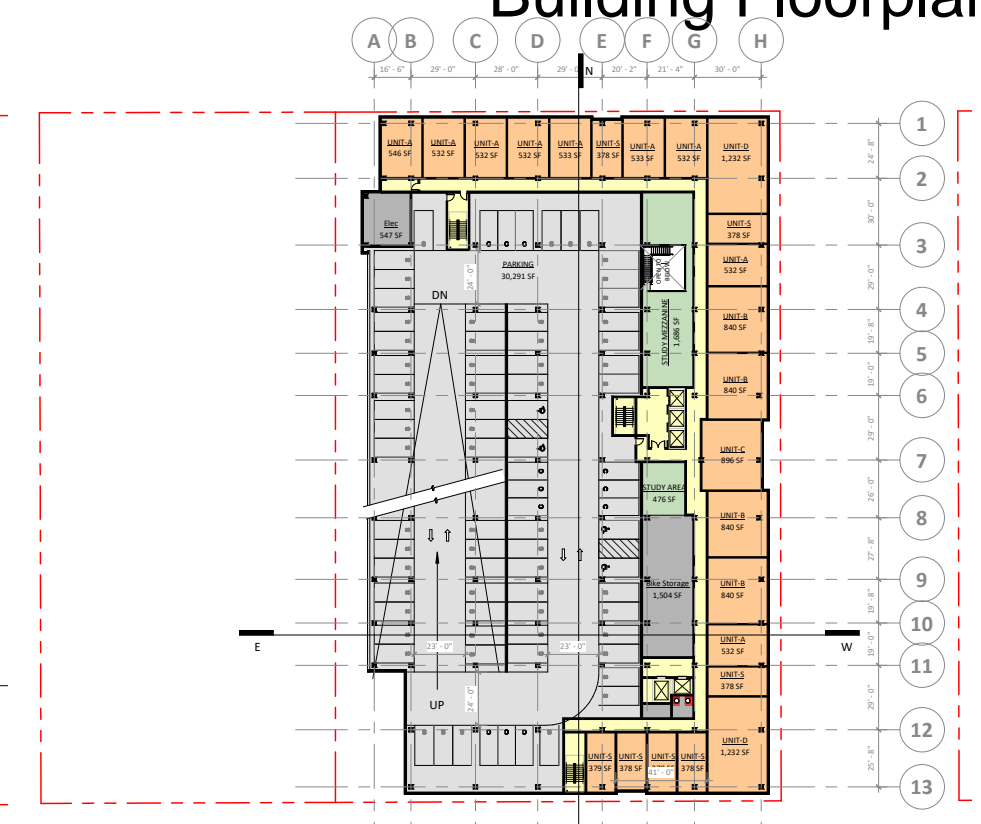 Building Floorplan
A B C D E F G H
16' - 6" 29' - 0" 28' - 0" 29' - 0" 20' - 2" 21' - 4" 30' - 0"
N
1
24' - 8"
2
30' - 0"
3
29' - 0"
4
19' - 8"
5
19' - 0"
6
29' - 0"
7
26' - 0"
8
27' - 8"
9
19' - 8"
10
19' - 0"
11
29' - 0"
12
25' - 8"
13
UNIT-A
546 SF
UNIT-A
532 SF
UNIT-A
532 SF
UNIT-A
532 SF
UNIT-A
533 SF
UNIT-S
378 SF
UNIT-A
533 SF
UNIT-A
532 SF
UNIT-D
1,232 SF
Elec
547 SF
UNIT-S
378 SF
PARKING
30,291 SF
24' - 0"
OPEN TO
BELOW
UNIT-A
532 SF
DN
STUDY MEZZANINE
1,686 SF
UNIT-B
840 SF
UNIT-B
840 SF
UNIT-C
896 SF
STUDY AREA
476 SF
UNIT-B
840 SF
Bike Storage
1,504 SF
UNIT-B
840 SF
E
23' - 0"
23' - 0"
UNIT-A
532 SF
W
UNIT-S
378 SF
UP
24' - 0"
UNIT-D
1,232 SF
UNIT-S
379 SF
UNIT-S
378 SF
UNIT-S
UNIT-S
378 SF
41' - 0"